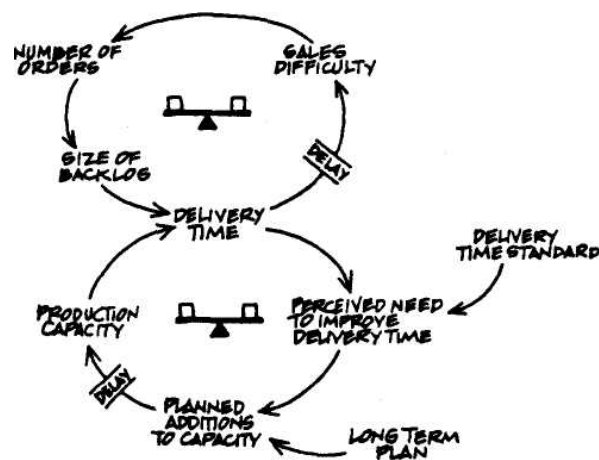 NUMBER OF
ORDERS
SALES
DIFFICULTY
SIZE OF
BACKLOG
DELAY
DELIVERY
TIME
DELIVERY
TIME STANDARD
PRODUCTION
CAPACITY
PERCEIVED NEED
TO IMPROVE
DELIVERY TIME
DELAY
PLANNED
ADDITIONS
TO CAPACITY
LONG TERM
PLAN